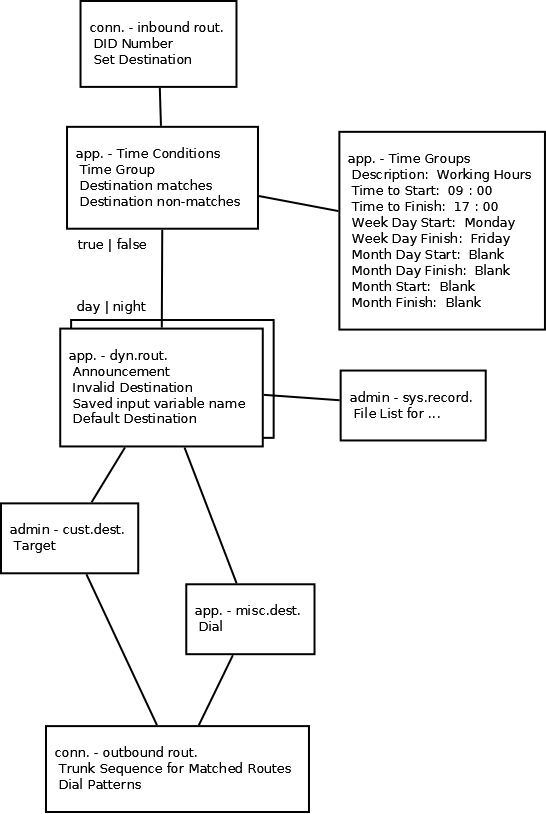 conn. - inbound rout.
DID Number
Set Destination
app. - Time Conditions
Time Group
Destination matches
Destination non-matches
app. - Time Groups
Description:  Working Hours
Time to Start:  09 : 00
Time to Finish:  17 : 00
Week Day Start:  Monday
Week Day Finish:  Friday
Month Day Start:  Blank
Month Day Finish:  Blank
Month Start:  Blank
Month Finish:  Blank
true | false
day | night
app. - dyn.rout.
Announcement
Invalid Destination
Saved input variable name
Default Destination
admin - sys.record.
File List for ...
admin - cust.dest.
Target
app. - misc.dest.
Dial
conn. - outbound rout.
Trunk Sequence for Matched Routes
Dial Patterns